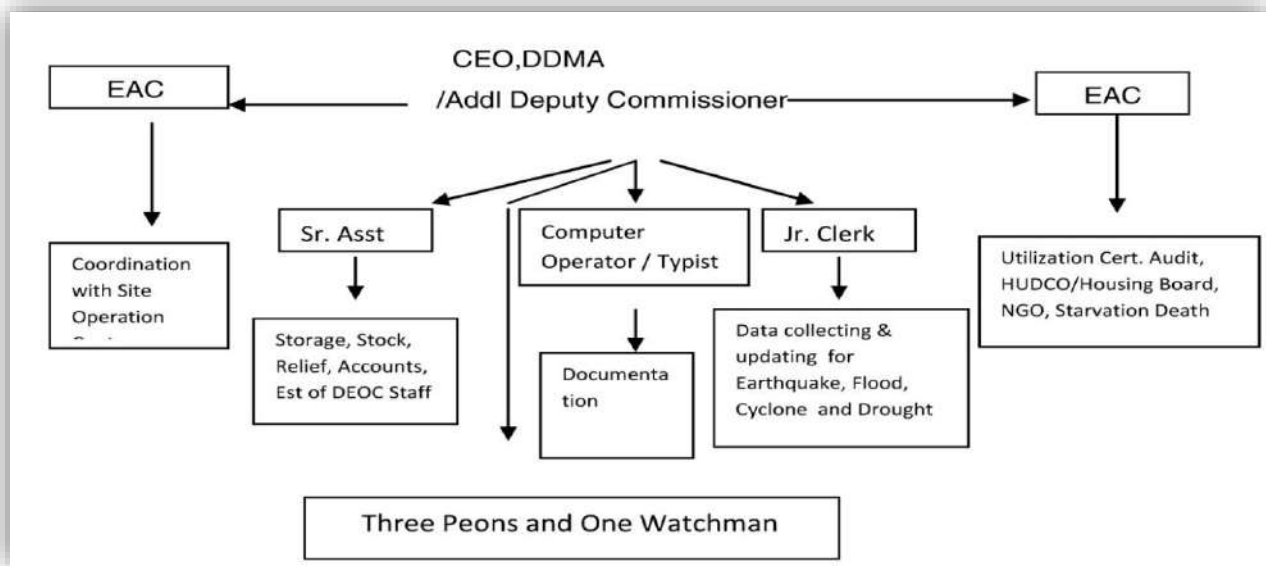 CEO,DDMA
/Addl Deputy Commissioner
EAC
EAC
Sr. Asst
Computer
Operator / Typist
Jr. Clerk
Coordination
with Site
Operation
Utilization Cert. Audit,
HUDCO/Housing Board,
NGO, Starvation Death
Storage, Stock,
Relief, Accounts,
Est of DEOC Staff
Documenta
tion
Data collecting &
updating for
Earthquake, Flood,
Cyclone and Drought
Three Peons and One Watchman